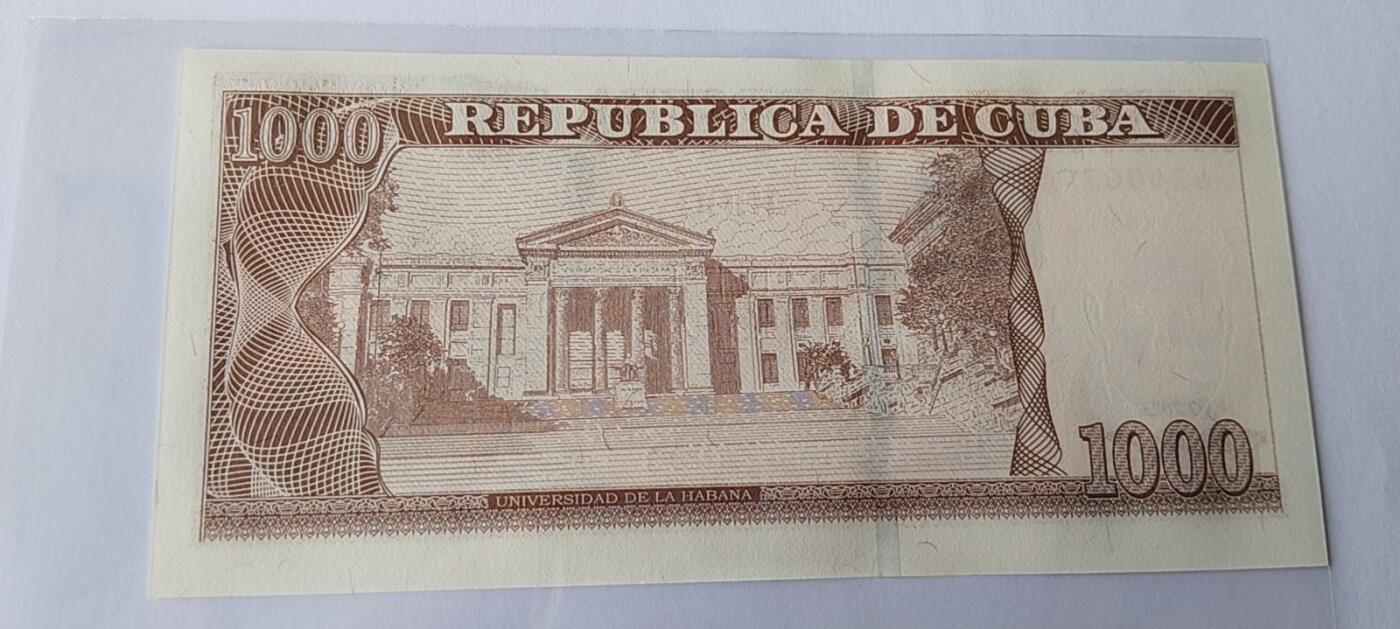 1000
REPUBLICA DE CUBA
UNIVERSIDAD DE LA HABANA
1000